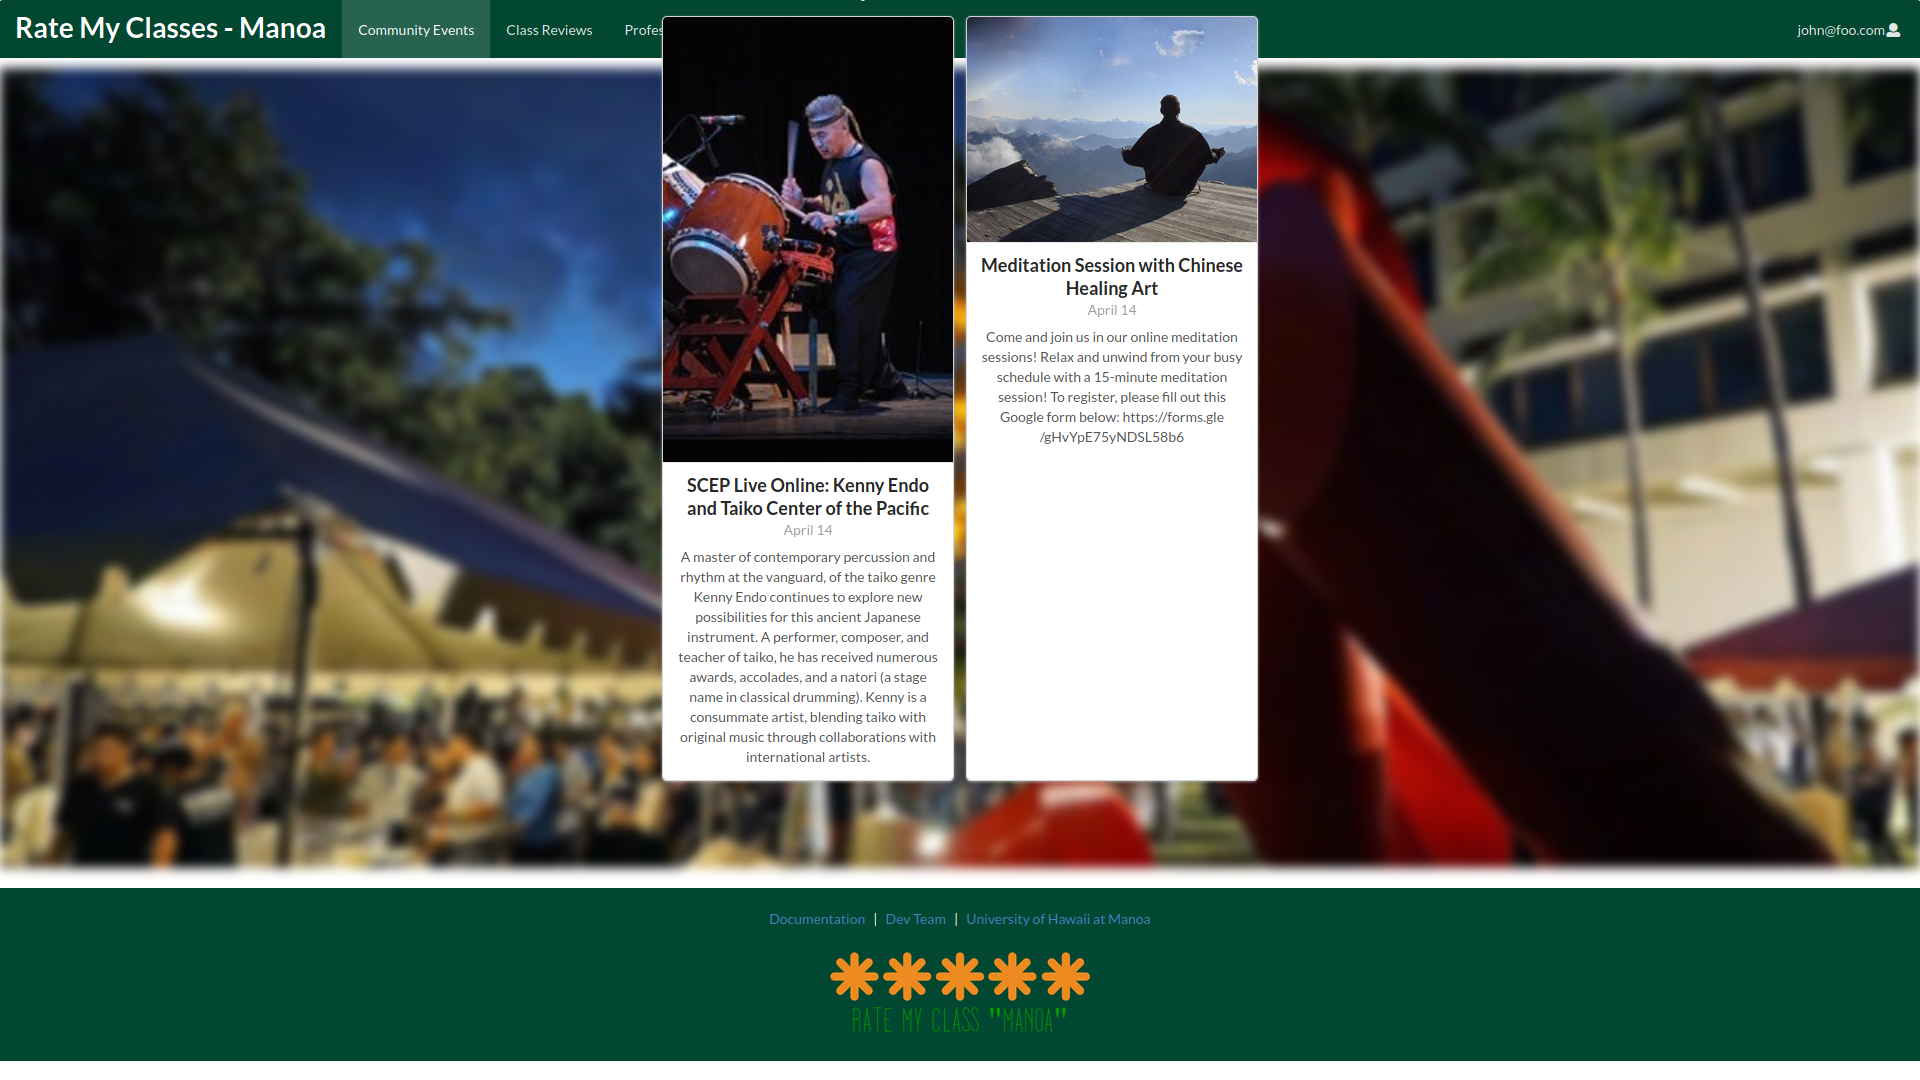 Rate My Classes - Manoa
Community Events
Class Reviews
john@foo.com
SCEP Live Online: Kenny Endo
and Taiko Center of the Pacific
April 14
A master of contemporary percussion and
rhythm at the vanguard, of the taiko genre
Kenny Endo continues to explore new
possibilities for this ancient Japanese
instrument. A performer, composer, and
teacher of taiko, he has received numerous
awards, accolades, and a natori (a stage
name in classical drumming). Kenny is a
consummate artist, blending taiko with
original music through collaborations with
international artists.
Meditation Session with Chinese
Healing Art
April 14
Come and join us in our online meditation
sessions! Relax and unwind from your busy
schedule with a 15-minute meditation
session! To register, please fill out this
Google form below: https://forms.gle
/gHvYpE75yNDSL58b6
Documentation | Dev Team | University of Hawaii at Manoa
RATE MY CLASS "MANOA"